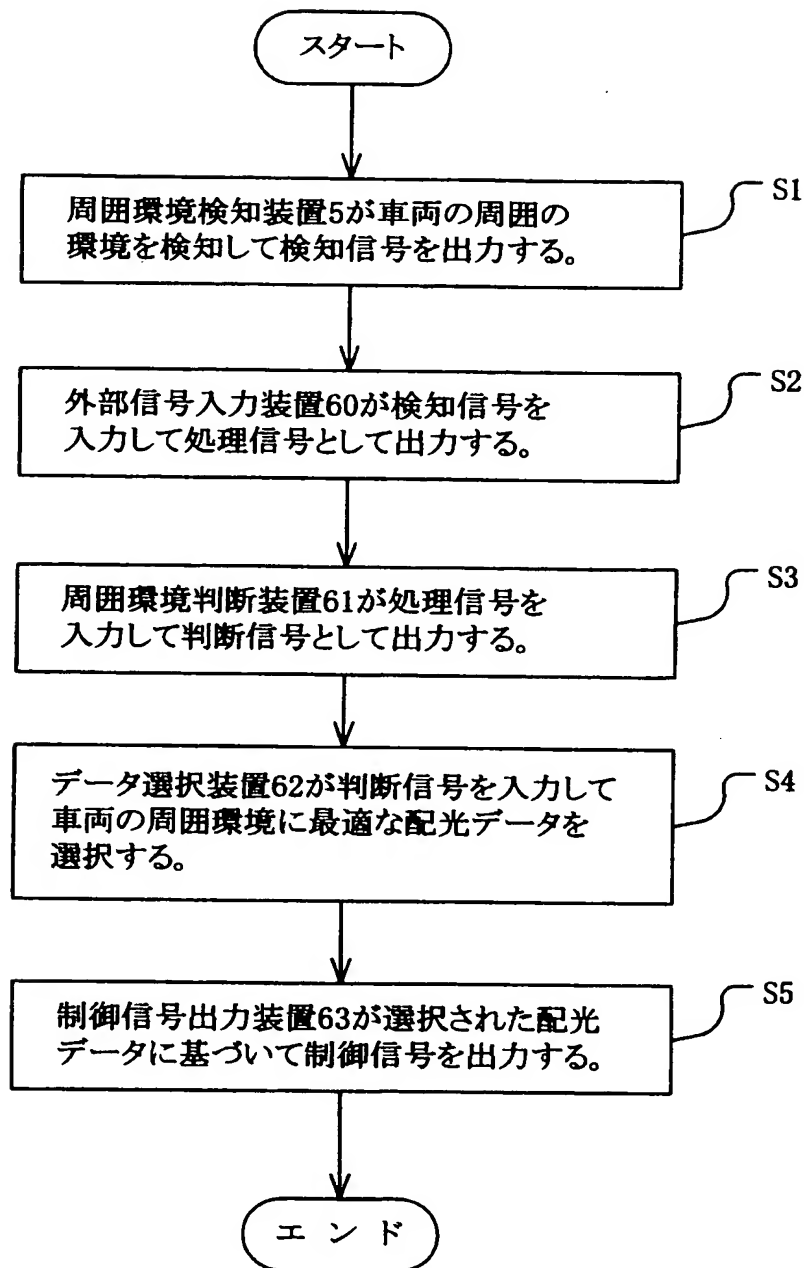 スタート
周囲環境検知装置5が車両の周囲の
環境を検知して検知信号を出力する。
S1
外部信号入力装置60が検知信号を
入力して処理信号として出力する。
S2
周囲環境判断装置61が処理信号を
入力して判断信号として出力する。
S3
データ選択装置62が判断信号を入力して
車両の周囲環境に最適な配光データを
選択する。
S4
制御信号出力装置63が選択された配光
データに基づいて制御信号を出力する。
S5
エンド